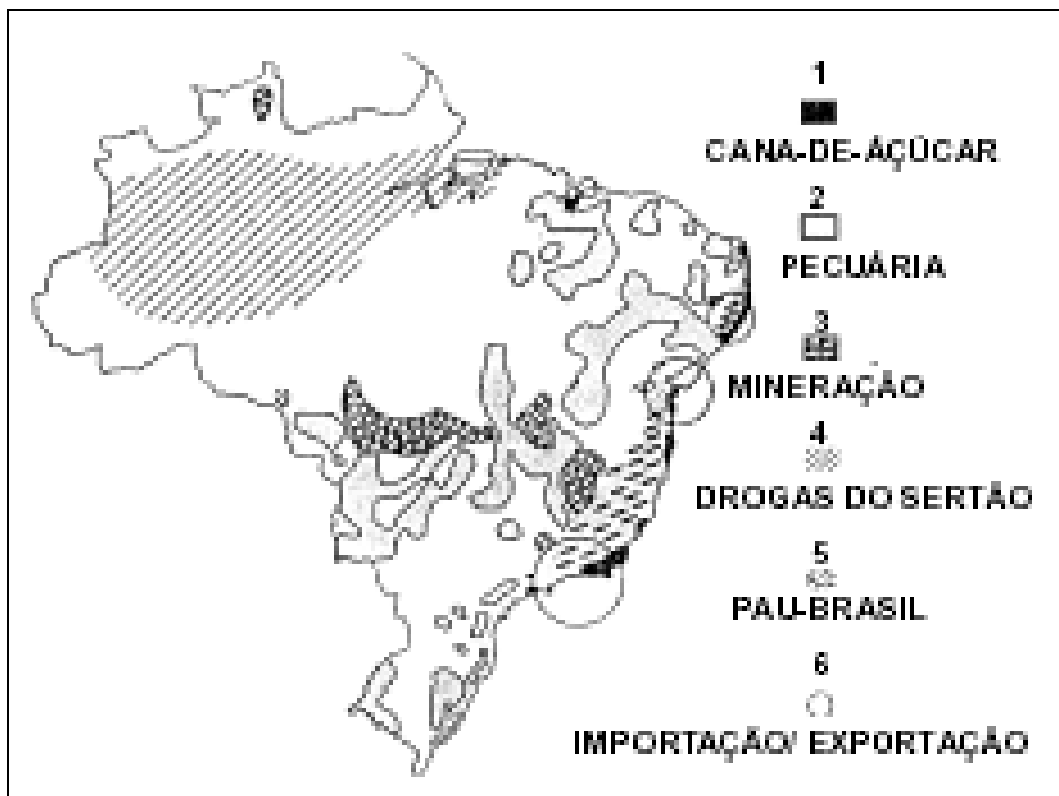 1
CANA-DE-AÇÚCAR
2
PECUÁRIA
3
MINERAÇÃO
4
DROGAS DO SERTÃO
5
PAU-BRASIL
6
IMPORTAÇÃO/ EXPORTAÇÃO